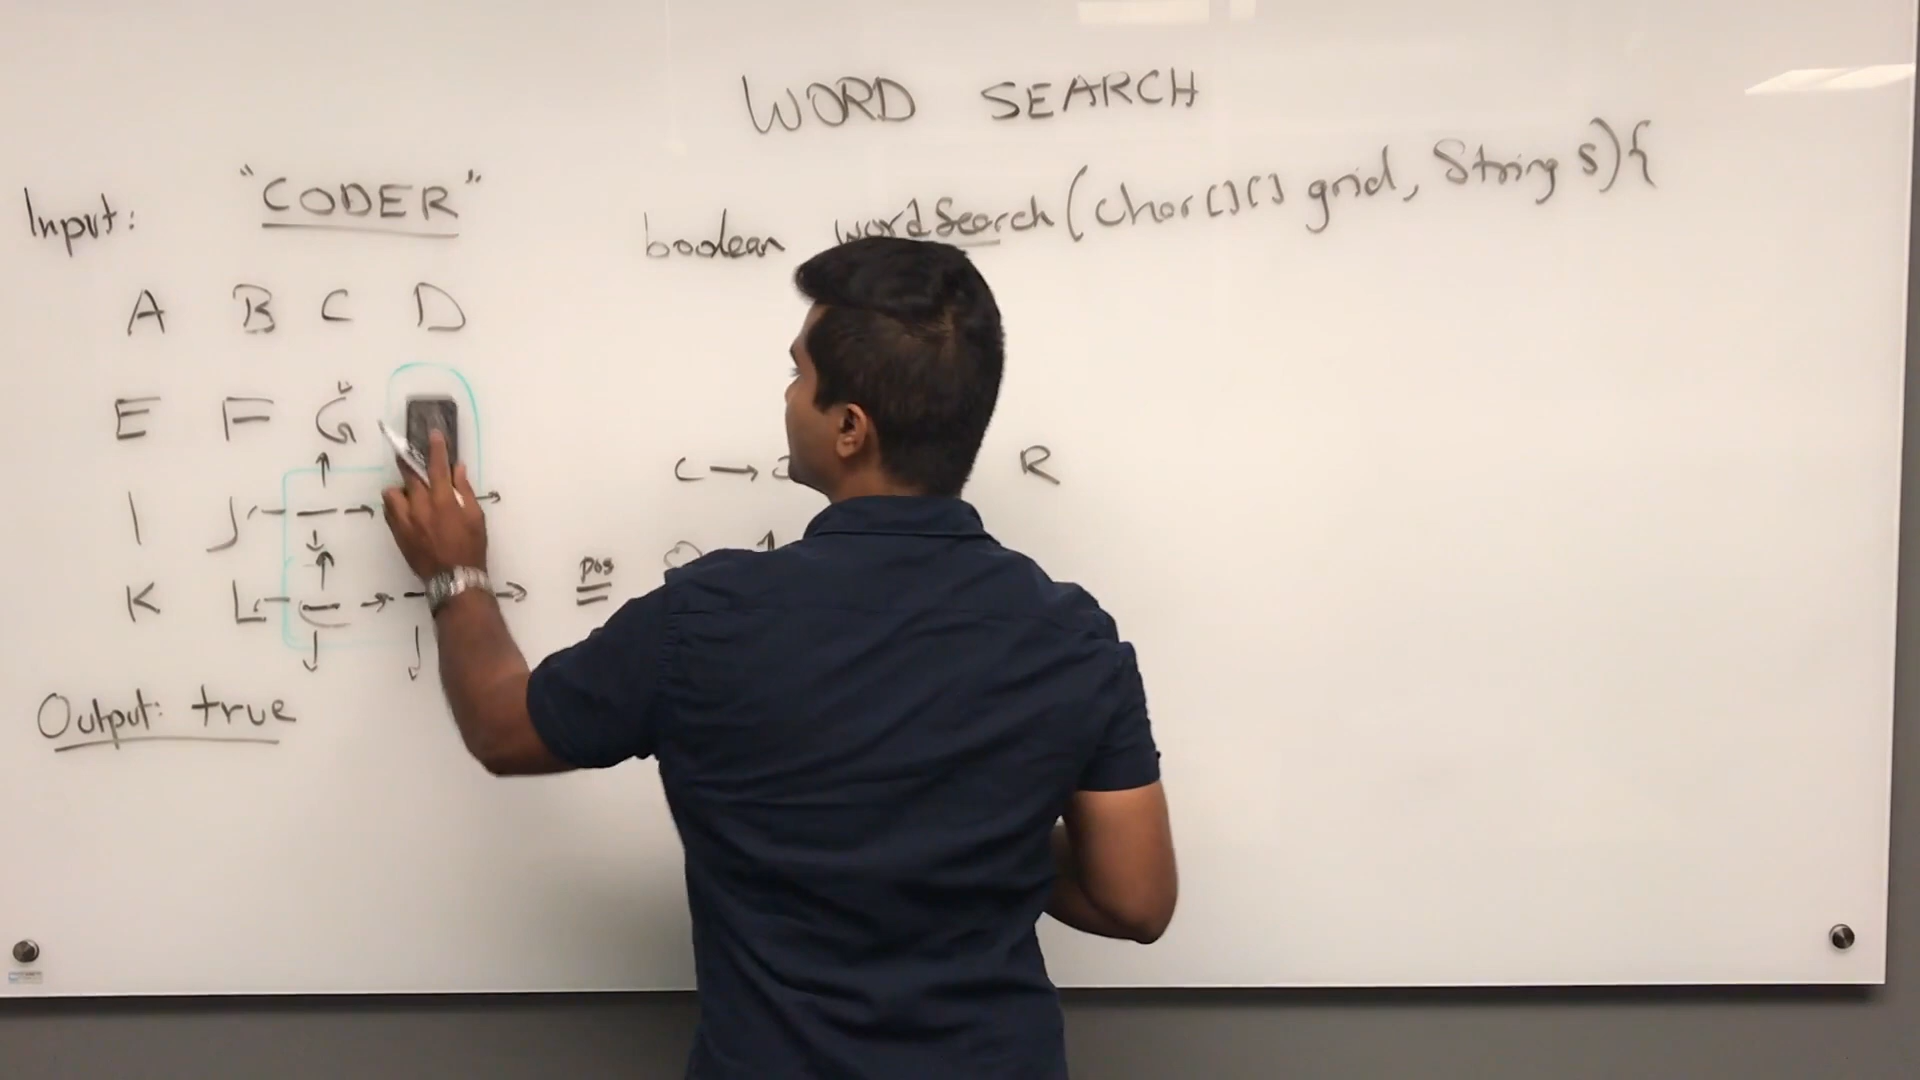 WORD SEARCH
Input: "CODER"
boolean wordSearch(char[][] grid, String s){
A B C D
E F G
I J
K L
C → R
pos
Output: true